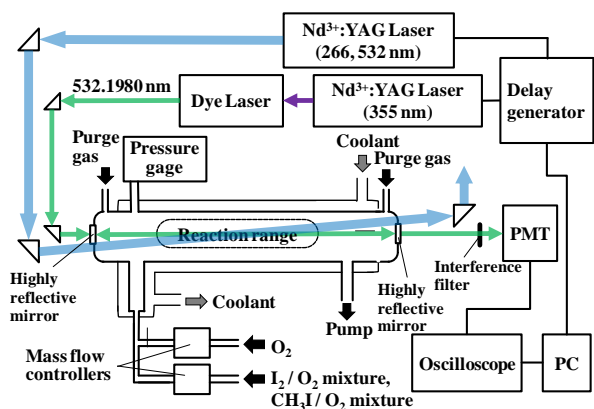 Nd³⁺:YAG Laser
(266, 532 nm)
532.1980 nm
Dye Laser
Nd³⁺:YAG Laser
(355 nm)
Delay
generator
Purge
gas
Pressure
gage
Coolant
Purge gas
Reaction range
PMT
Highly
reflective
mirror
Coolant
Pump
Highly
reflective
mirror
Interference
filter
Mass flow
controllers
O₂
I₂ / O₂ mixture,
CH₃I / O₂ mixture
Oscilloscope
PC